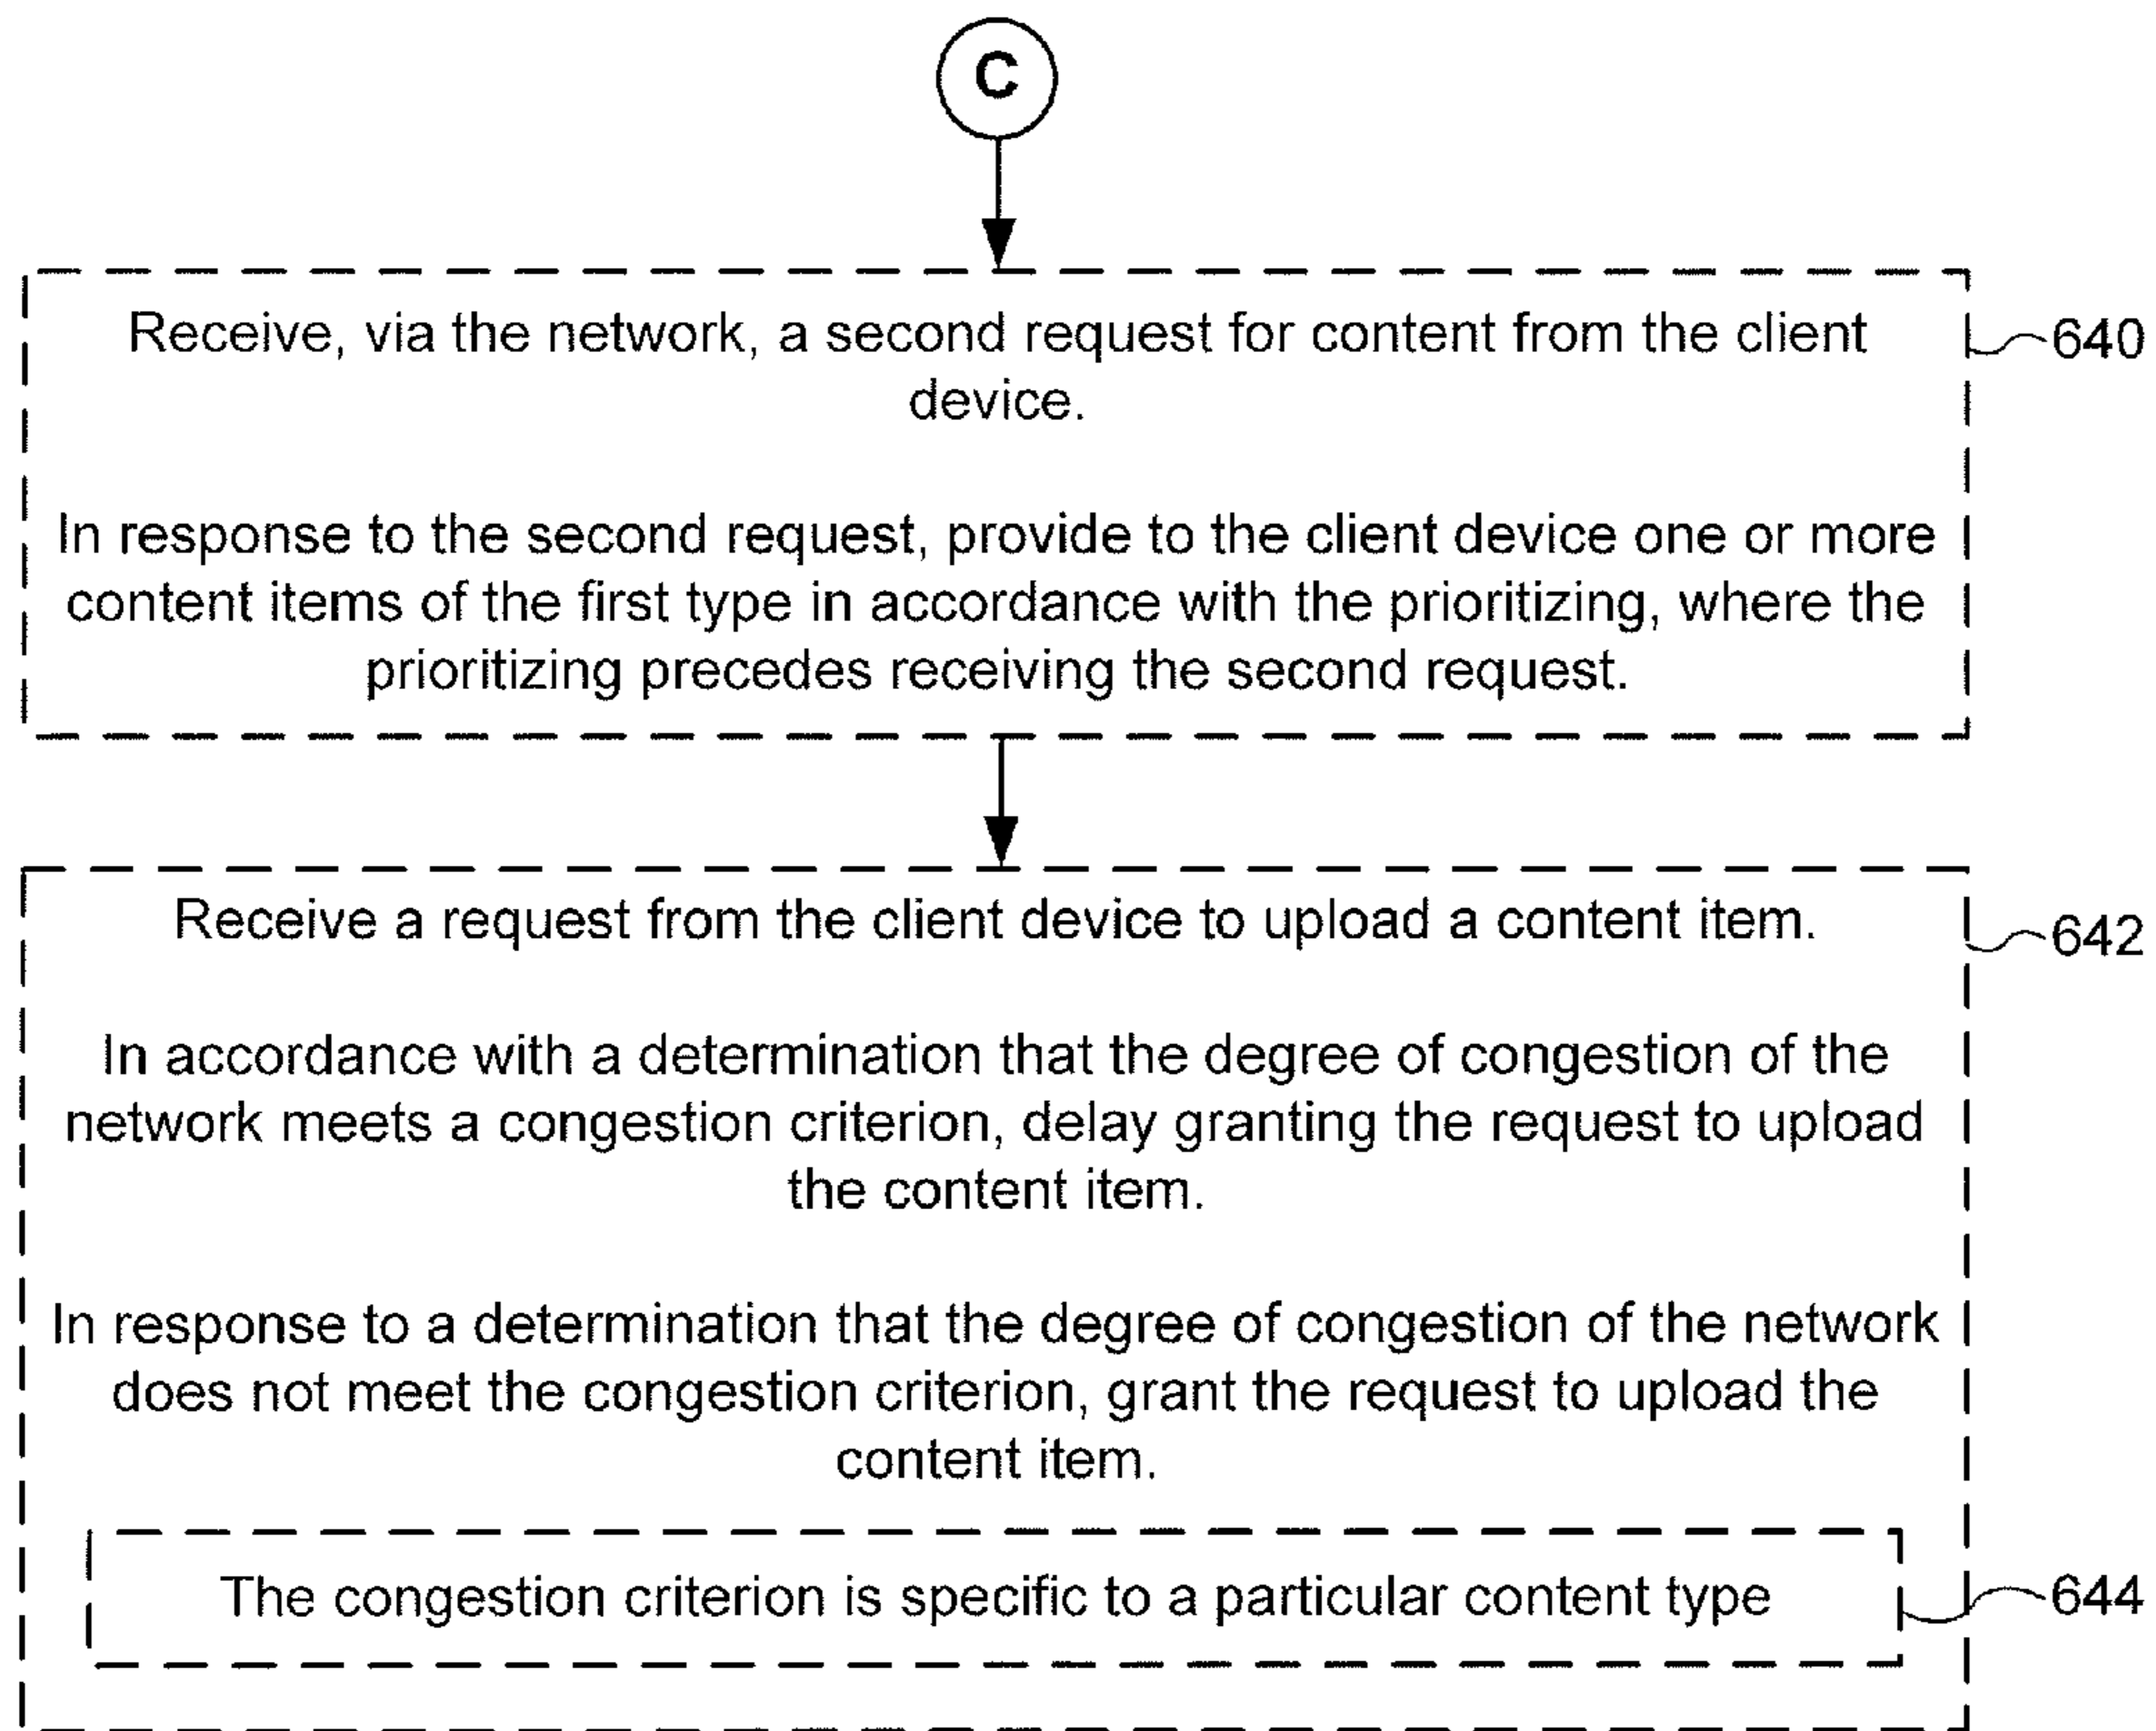 C
Receive, via the network, a second request for content from the client
device.
640
In response to the second request, provide to the client device one or more
content items of the first type in accordance with the prioritizing, where the
prioritizing precedes receiving the second request.
Receive a request from the client device to upload a content item.
642
In accordance with a determination that the degree of congestion of the
network meets a congestion criterion, delay granting the request to upload
the content item.
In response to a determination that the degree of congestion of the network
does not meet the congestion criterion, grant the request to upload the
content item.
The congestion criterion is specific to a particular content type
644